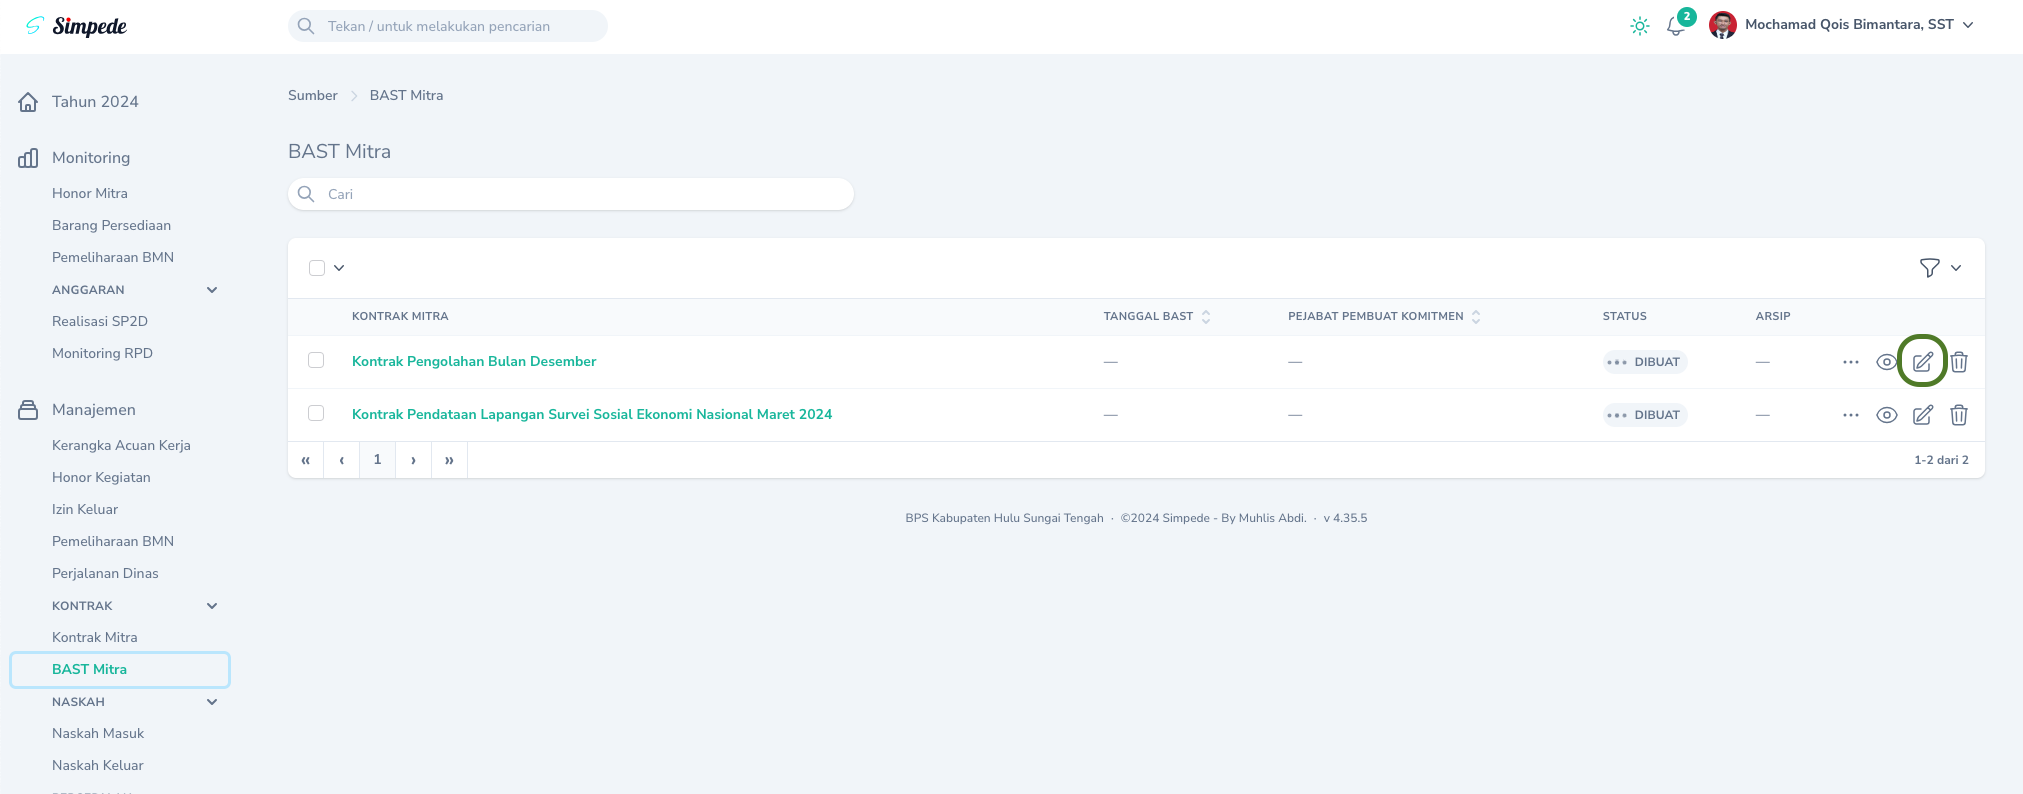 Simpede
Tekan / untuk melakukan pencarian
2
Mochamad Qois Bimantara, SST
Tahun 2024
Monitoring
Honor Mitra
Barang Persediaan
Pemeliharaan BMN
ANGGARAN
Realisasi SP2D
Monitoring RPD
Manajemen
Kerangka Acuan Kerja
Honor Kegiatan
Izin Keluar
Pemeliharaan BMN
Perjalanan Dinas
KONTRAK
Kontrak Mitra
BAST Mitra
NASKAH
Naskah Masuk
Naskah Keluar
Sumber > BAST Mitra
BAST Mitra
Cari
KONTRAK MITRA TANGGAL BAST PEJABAT PEMBUAT KOMITMEN STATUS ARSIP
Kontrak Pengolahan Bulan Desember — — DIBUAT —
Kontrak Pendataan Lapangan Survei Sosial Ekonomi Nasional Maret 2024 — — DIBUAT —
« ‹ 1 › » 1-2 dari 2
BPS Kabupaten Hulu Sungai Tengah · ©2024 Simpede - By Muhlis Abdi. · v 4.35.5